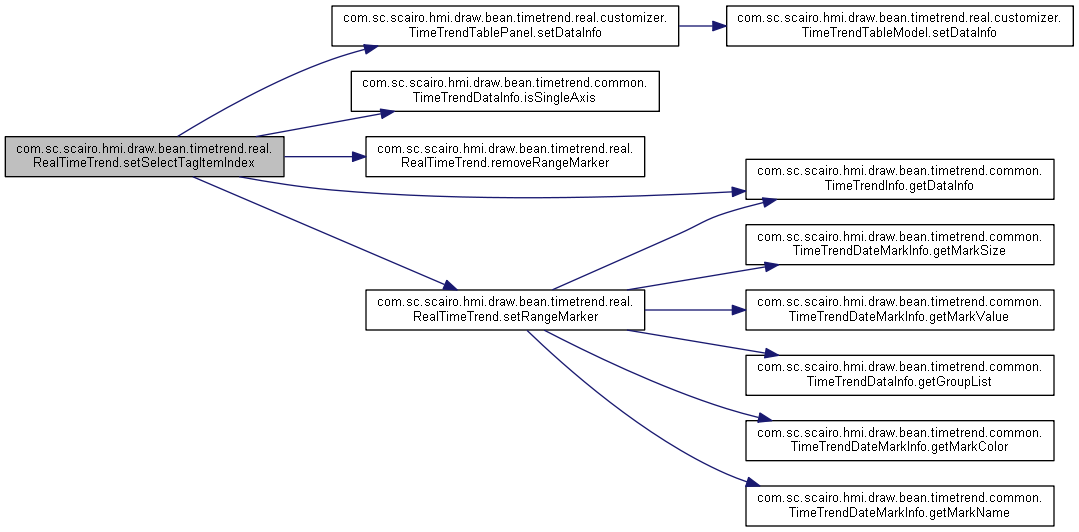 com.sc.scairo.hmi.draw.bean.timetrend.real.customizer.
TimeTrendTablePanel.setDataInfo
com.sc.scairo.hmi.draw.bean.timetrend.real.customizer.
TimeTrendTableModel.setDataInfo
com.sc.scairo.hmi.draw.bean.timetrend.common.
TimeTrendDataInfo.isSingleAxis
com.sc.scairo.hmi.draw.bean.timetrend.real.
RealTimeTrend.setSelectTagItemIndex
com.sc.scairo.hmi.draw.bean.timetrend.real.
RealTimeTrend.removeRangeMarker
com.sc.scairo.hmi.draw.bean.timetrend.common.
TimeTrendInfo.getDataInfo
com.sc.scairo.hmi.draw.bean.timetrend.common.
TimeTrendDateMarkInfo.getMarkSize
com.sc.scairo.hmi.draw.bean.timetrend.real.
RealTimeTrend.setRangeMarker
com.sc.scairo.hmi.draw.bean.timetrend.common.
TimeTrendDateMarkInfo.getMarkValue
com.sc.scairo.hmi.draw.bean.timetrend.common.
TimeTrendDataInfo.getGroupList
com.sc.scairo.hmi.draw.bean.timetrend.common.
TimeTrendDateMarkInfo.getMarkColor
com.sc.scairo.hmi.draw.bean.timetrend.common.
TimeTrendDateMarkInfo.getMarkName